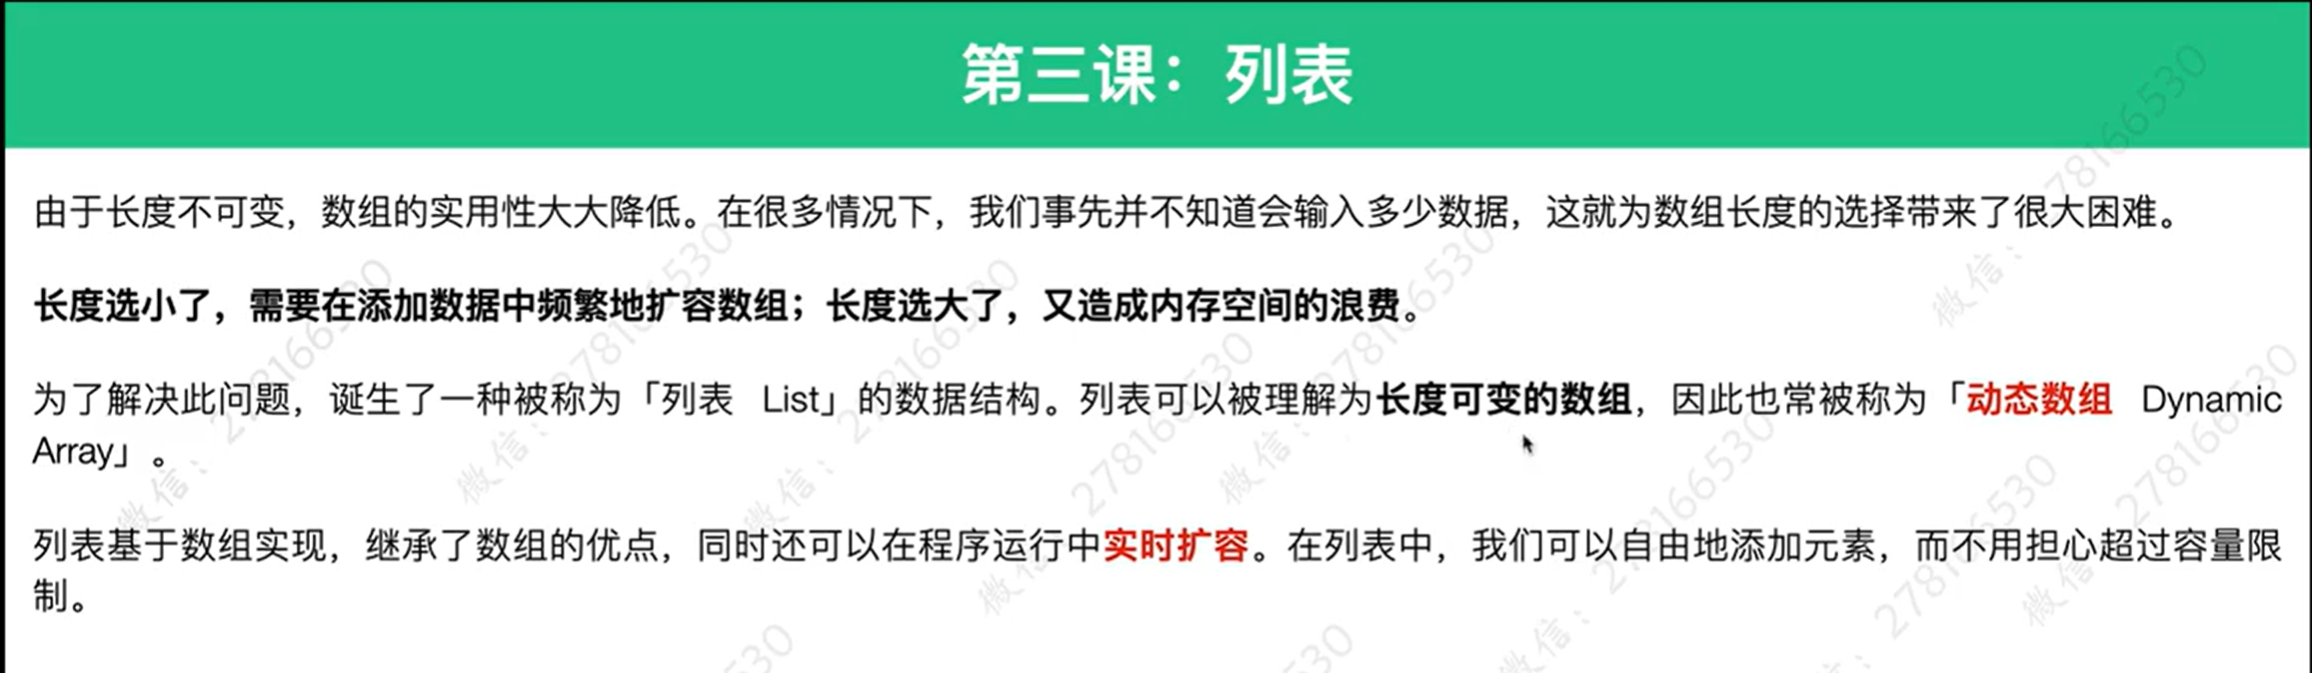 第三课：列表
由于长度不可变，数组的实用性大大降低。在很多情况下，我们事先并不知道会输入多少数据，这就为数组长度的选择带来了很大困难。
长度选小了，需要在添加数据中频繁地扩容数组；长度选大了，又造成内存空间的浪费。
为了解决此问题，诞生了一种被称为「列表 List」的数据结构。列表可以被理解为长度可变的数组，因此也常被称为「动态数组 Dynamic
Array」。
列表基于数组实现，继承了数组的优点，同时还可以在程序运行中实时扩容。在列表中，我们可以自由地添加元素，而不用担心超过容量限
制。
微信：278166530